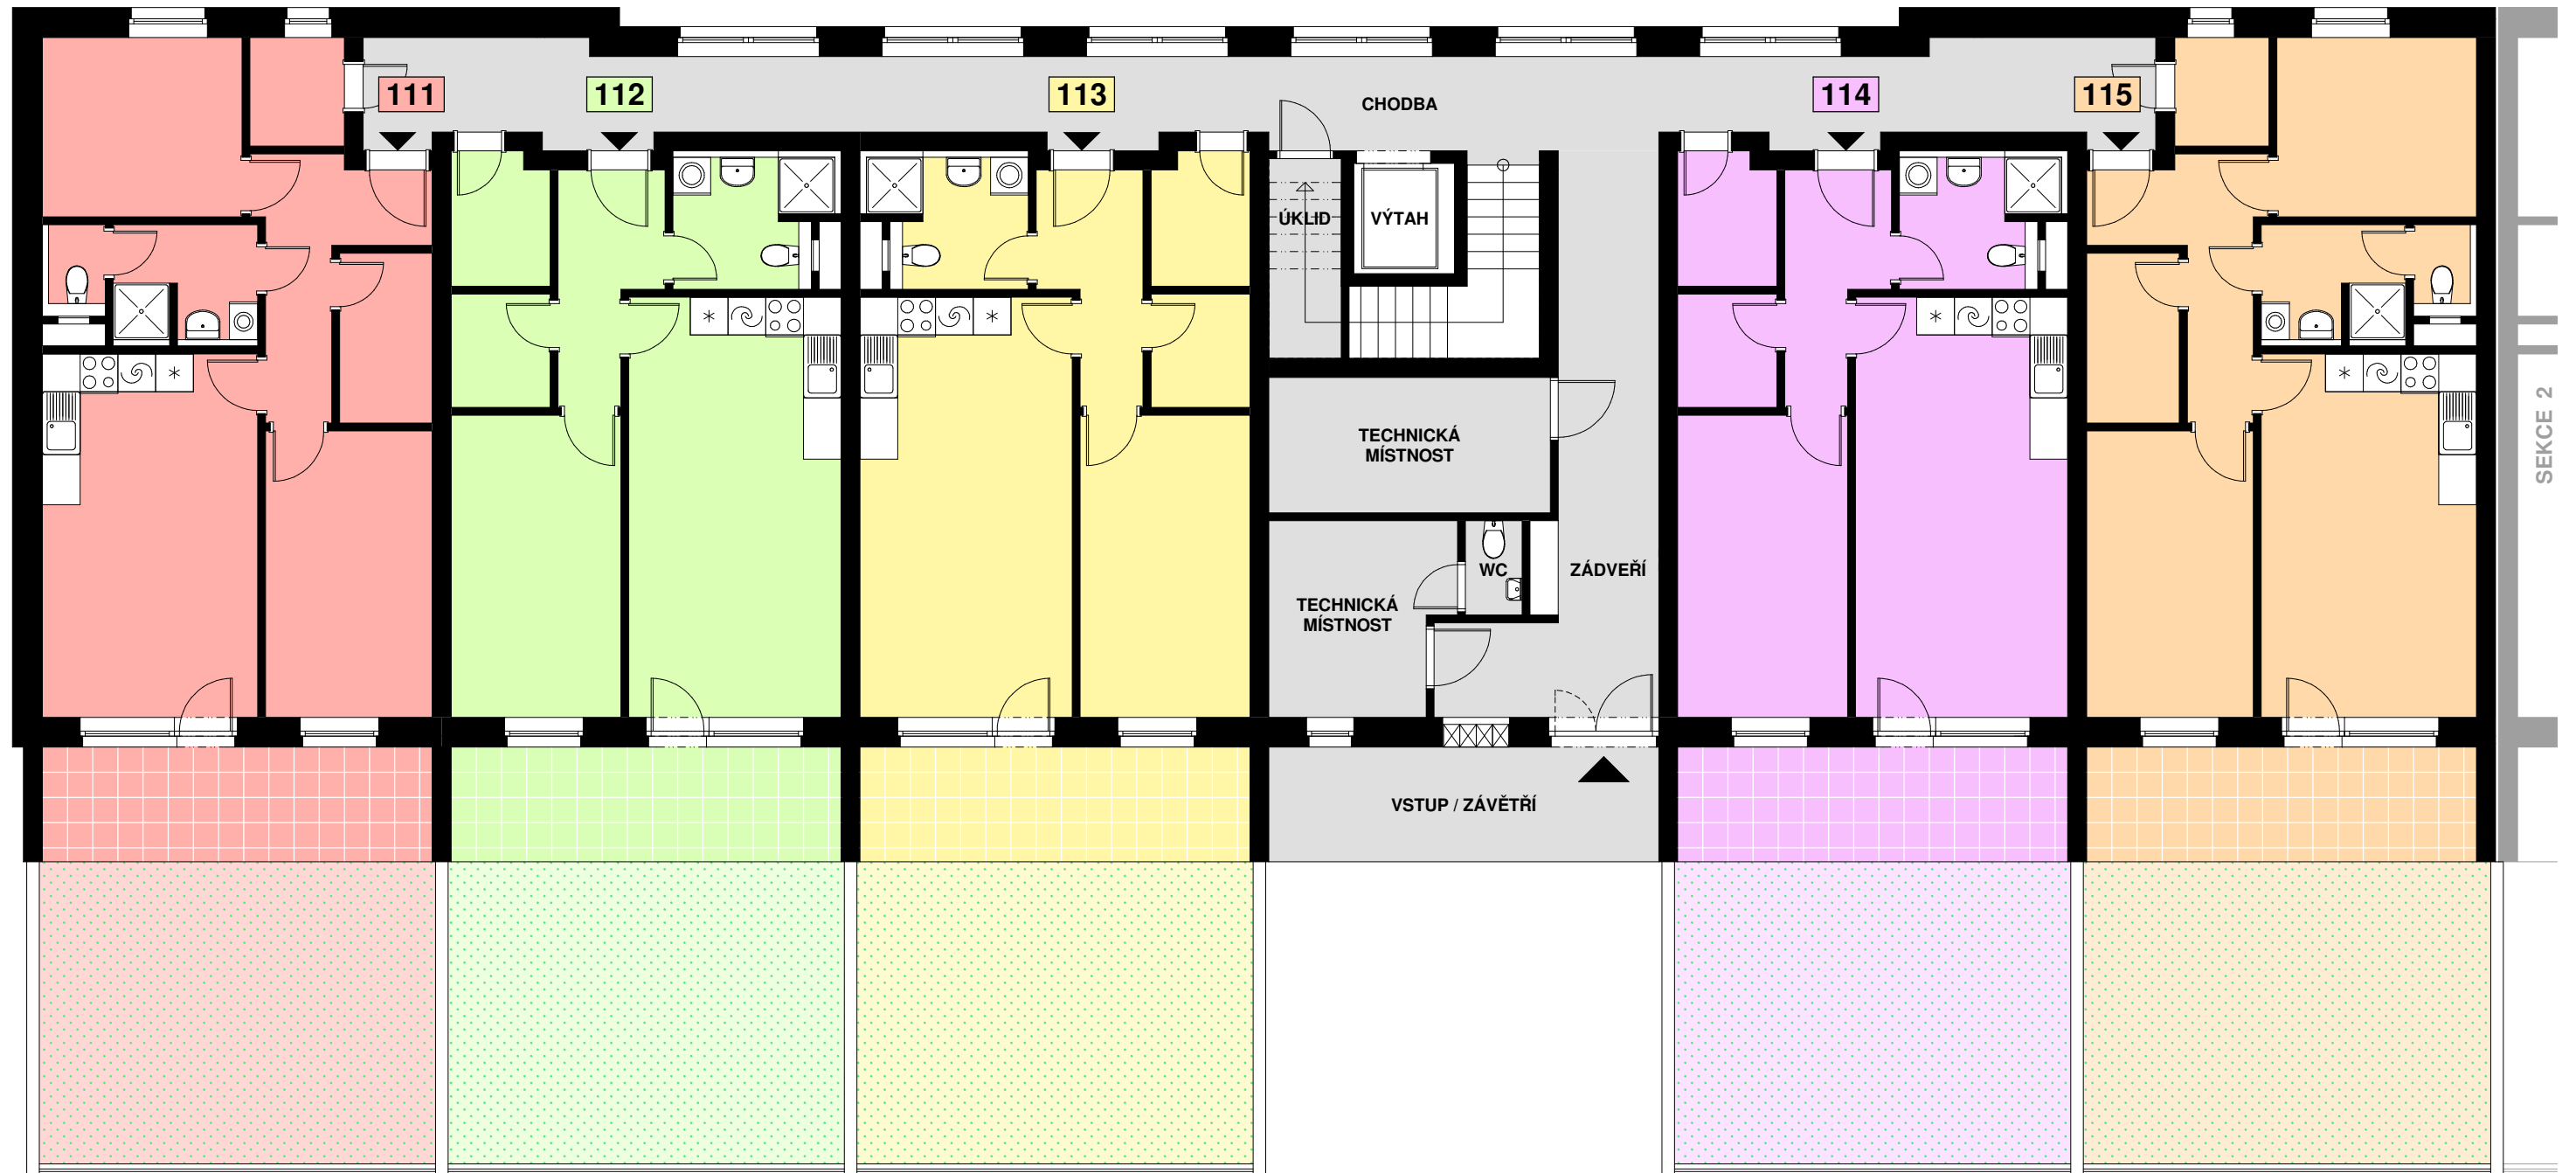 111
112
113
114
115
CHODBA
ÚKLID
VÝTAH
TECHNICKÁ
MÍSTNOST
WC
ZÁDVEŘÍ
TECHNICKÁ
MÍSTNOST
VSTUP / ZÁVĚTŘÍ
SEKCE 2